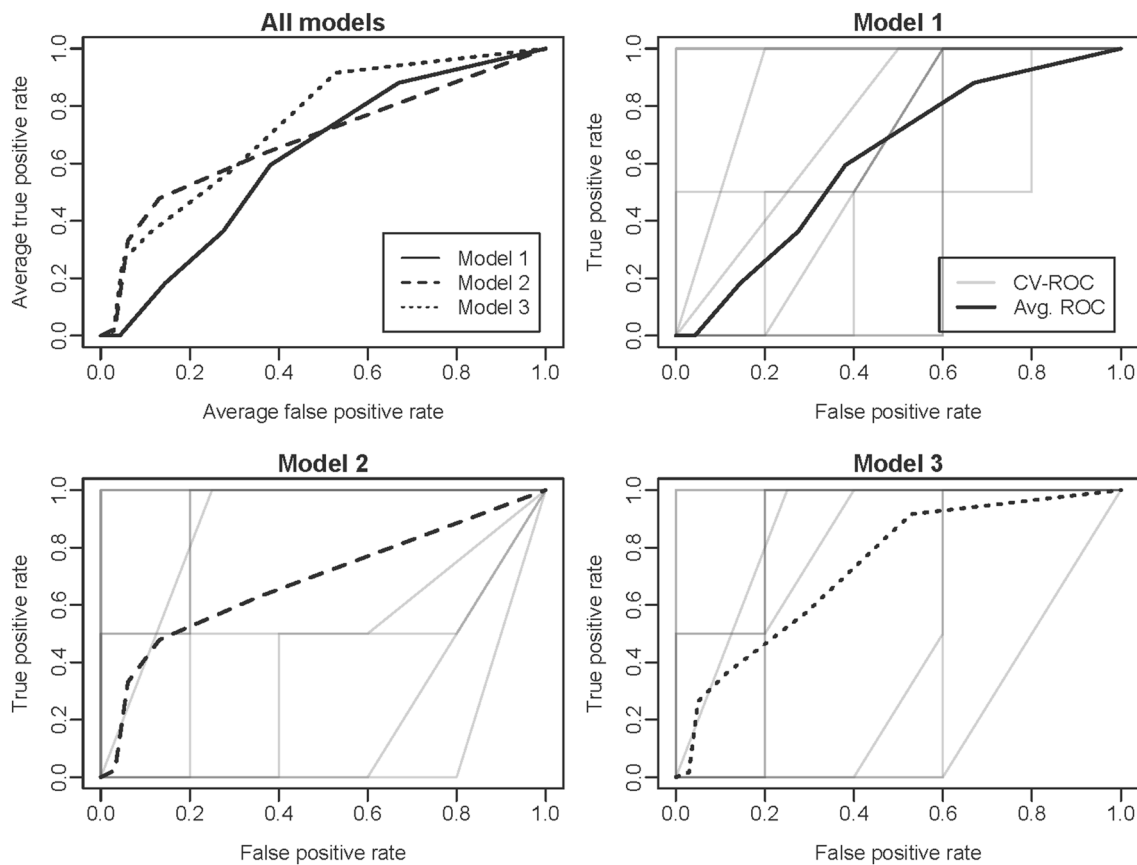 All models
Average true positive rate
0.0 0.2 0.4 0.6 0.8 1.0
Model 1
Model 2
Model 3
0.0 0.2 0.4 0.6 0.8 1.0
Average false positive rate
Model 1
True positive rate
0.0 0.2 0.4 0.6 0.8 1.0
CV-ROC
Avg. ROC
0.0 0.2 0.4 0.6 0.8 1.0
False positive rate
Model 2
True positive rate
0.0 0.2 0.4 0.6 0.8 1.0
0.0 0.2 0.4 0.6 0.8 1.0
False positive rate
Model 3
True positive rate
0.0 0.2 0.4 0.6 0.8 1.0
0.0 0.2 0.4 0.6 0.8 1.0
False positive rate